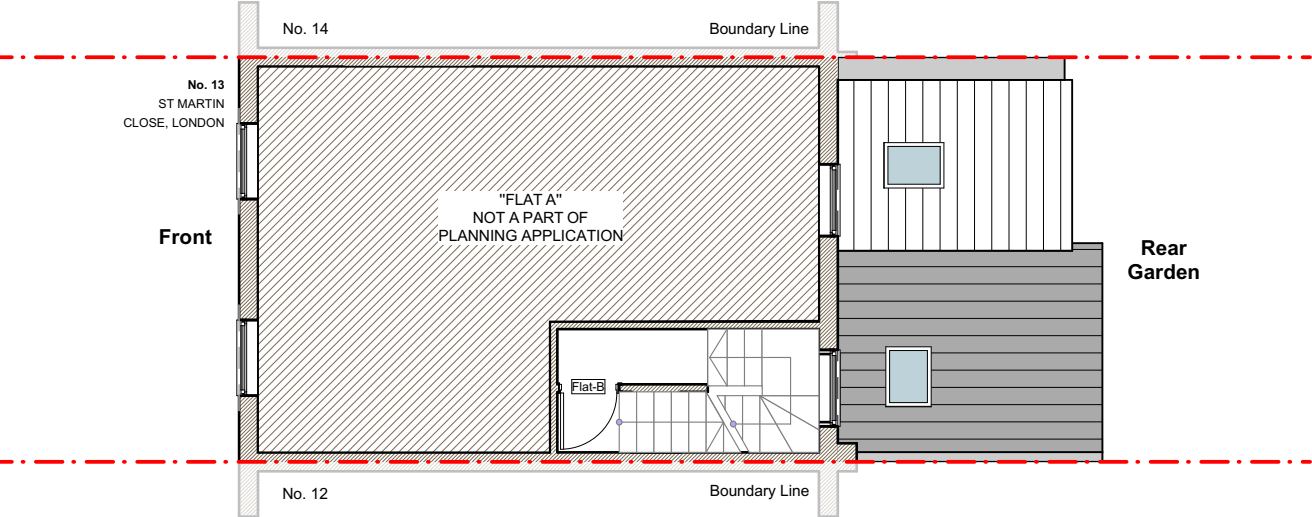 No. 14
Boundary Line
No. 13
ST MARTIN
CLOSE, LONDON
"FLAT A"
NOT A PART OF
PLANNING APPLICATION
Front
Rear
Garden
Flat-B
No. 12
Boundary Line